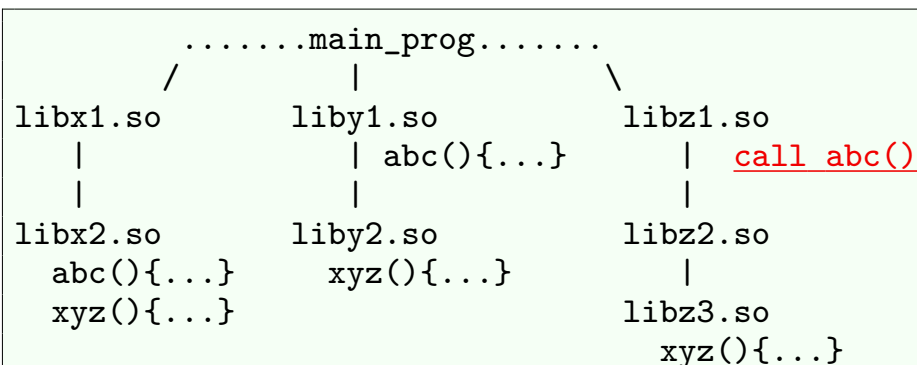 .......main_prog.......
/ | \
libx1.so liby1.so libz1.so
| | abc(){...} | call abc()
| | |
libx2.so liby2.so libz2.so
abc(){...} xyz(){...} |
xyz(){...} libz3.so
xyz(){...}